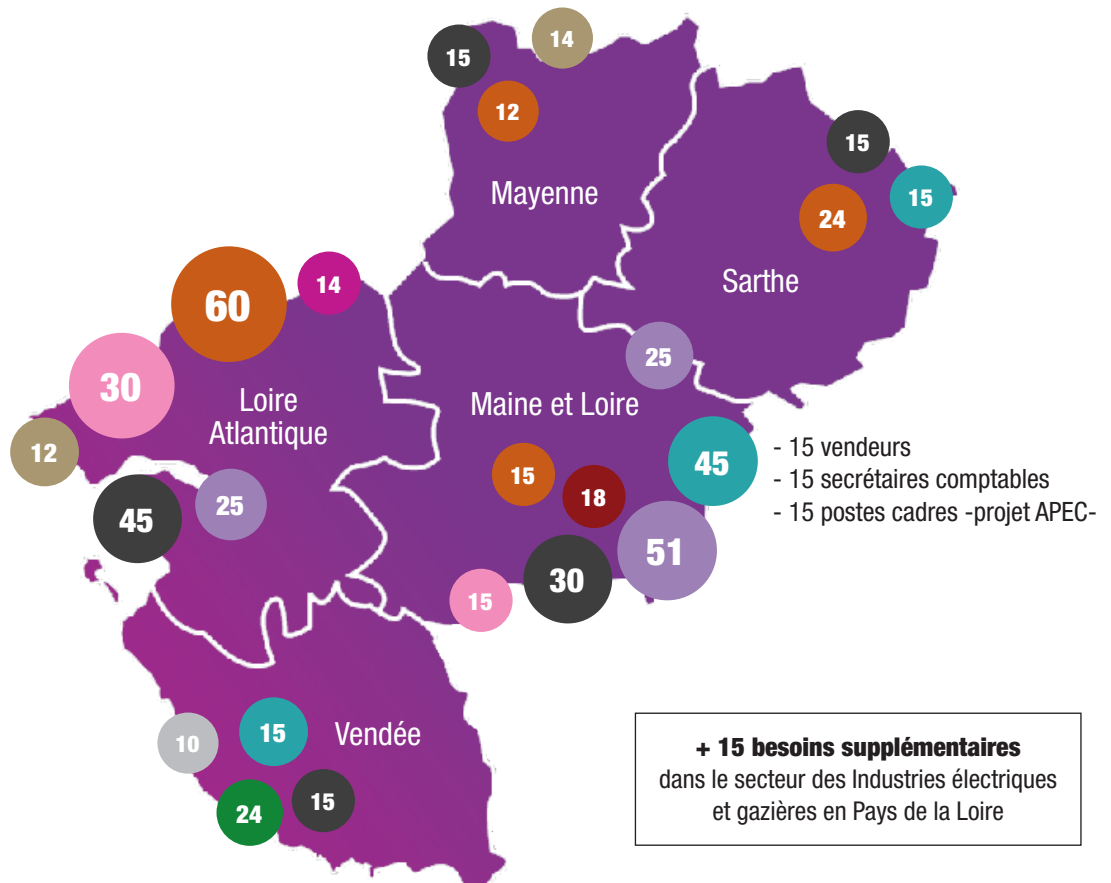 14
15
12
15
Mayenne
15
24
Sarthe
14
60
25
30
Loire
Atlantique
Maine et Loire
12
45
- 15 vendeurs
- 15 secrétaires comptables
- 15 postes cadres -projet APEC-
15
18
25
45
51
30
15
15
Vendée
10
15
24
+ 15 besoins supplémentaires
dans le secteur des Industries électriques
et gazières en Pays de la Loire